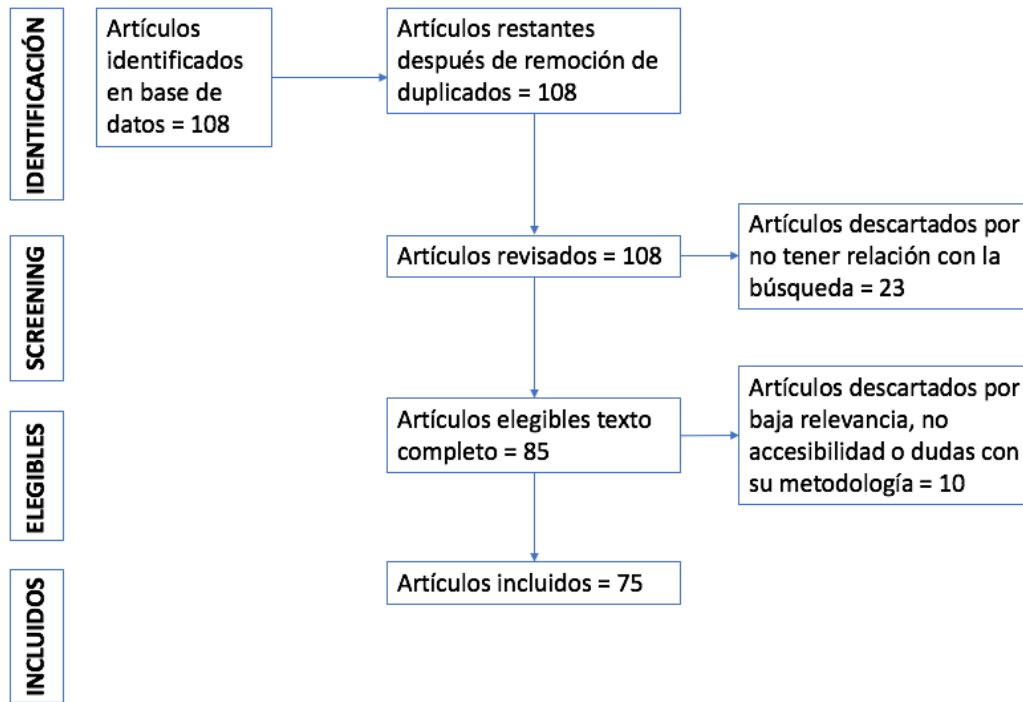 IDENTIFICACIÓN
Artículos
identificados
en base de
datos = 108
Artículos restantes
después de remoción de
duplicados = 108
SCREENING
Artículos revisados = 108
Artículos descartados por
no tener relación con la
búsqueda = 23
ELEGIBLES
Artículos elegibles texto
completo = 85
Artículos descartados por
baja relevancia, no
accesibilidad o dudas con
su metodología = 10
INCLUIDOS
Artículos incluidos = 75